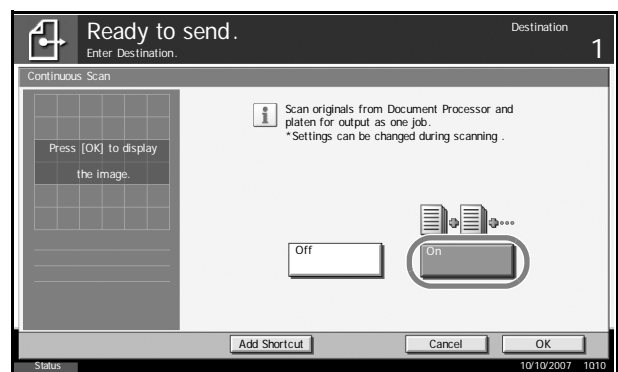 Ready to send.
Destination
Enter Destination.
1
Continuous Scan
Scan originals from Document Processor and
platen for output as one job.
*Settings can be changed during scanning .
Press [OK] to display
the image.
Off
On
Add Shortcut
Cancel
OK
Status
10/10/2007 1010